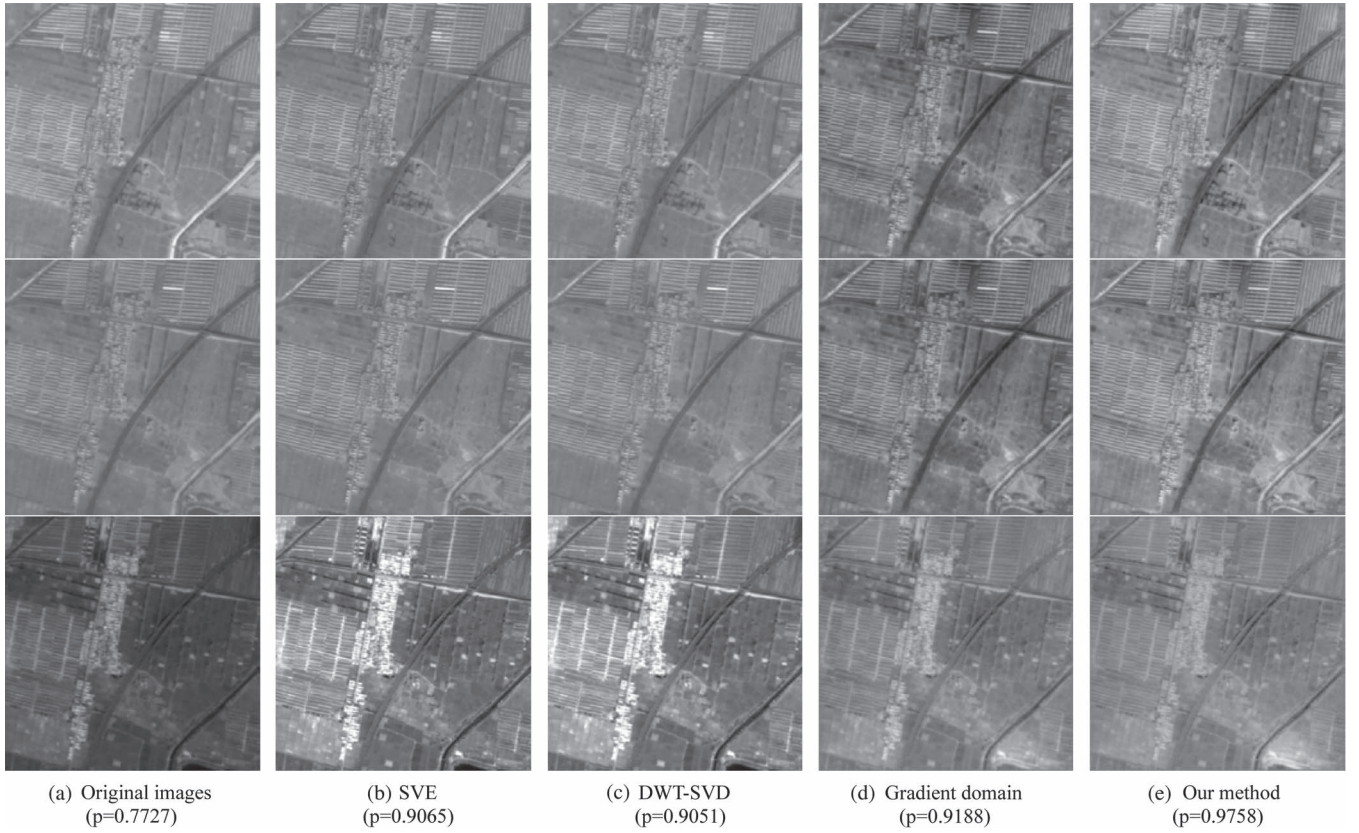 (a) Original images
(p=0.7727)
(b) SVE
(p=0.9065)
(c) DWT-SVD
(p=0.9051)
(d) Gradient domain
(p=0.9188)
(e) Our method
(p=0.9758)